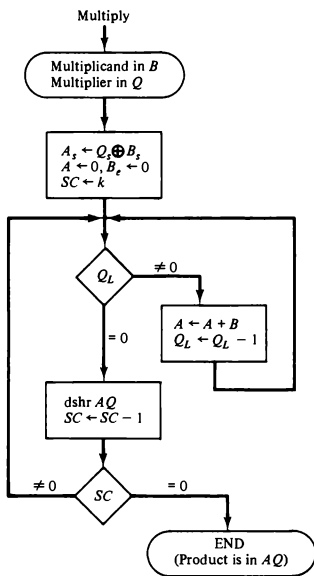 Multiply
Multiplicand in B
Multiplier in Q
A_s ← Q_s ⊕ B_s
A ← 0, B_e ← 0
SC ← k
Q_L
≠0
A ← A + B
Q_L ← Q_L − 1
= 0
dshr AQ
SC ← SC − 1
≠ 0
SC
= 0
END
(Product is in AQ)